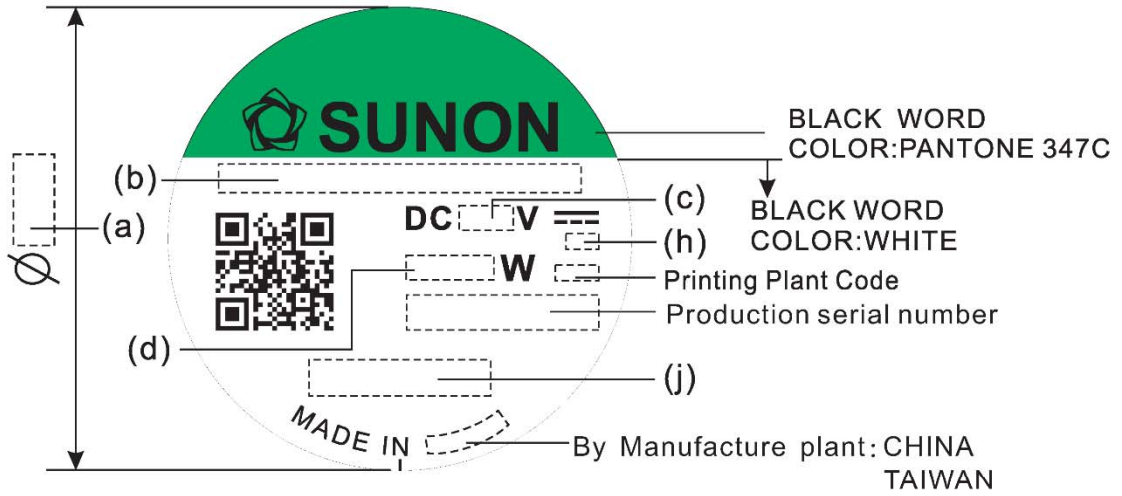 SUNON
BLACK WORD
COLOR:PANTONE 347C
(b)
(c)
DC V
BLACK WORD
COLOR:WHITE
(a)
(h)
Ø
W
Printing Plant Code
Production serial number
(d)
(j)
MADE IN
By Manufacture plant: CHINA
TAIWAN